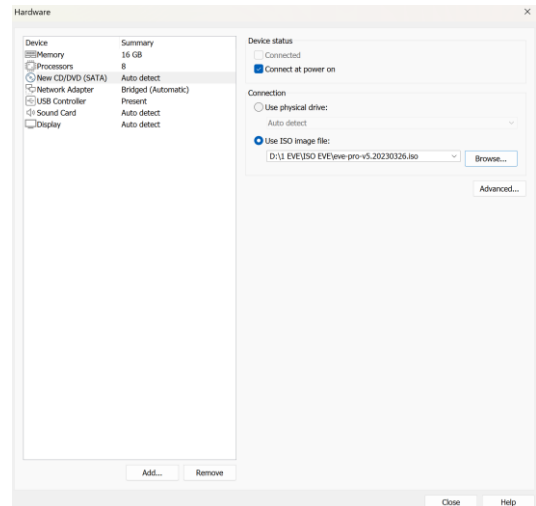 Hardware
Device Summary
Memory 16 GB
Processors 8
New CD/DVD (SATA) Auto detect
Network Adapter Bridged (Automatic)
USB Controller Present
Sound Card Auto detect
Display Auto detect
Add... Remove
Device status
Connected
Connect at power on
Connection
Use physical drive:
Auto detect
Use ISO image file:
D:\1 EVE\ISO EVE\eve-pro-v5.20230326.iso Browse...
Advanced...
Close Help